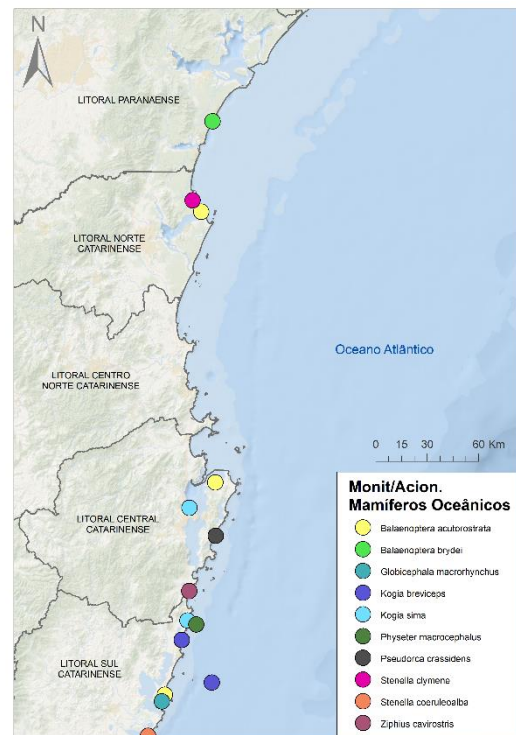 N
LITORAL PARANAENSE
LITORAL NORTE
CATARINENSE
Oceano Atlântico
LITORAL CENTRO
NORTE CATARINENSE
0 15 30 60 Km
LITORAL CENTRAL
CATARINENSE
LITORAL SUL
CATARINENSE
Monit/Acion.
Mamíferos Oceânicos
Balaenoptera acutorostrata
Balaenoptera brydei
Globicephala macrorhynchus
Kogia breviceps
Kogia sima
Physeter macrocephalus
Pseudorca crassidens
Stenella clymene
Stenella coeruleoalba
Ziphius cavirostris